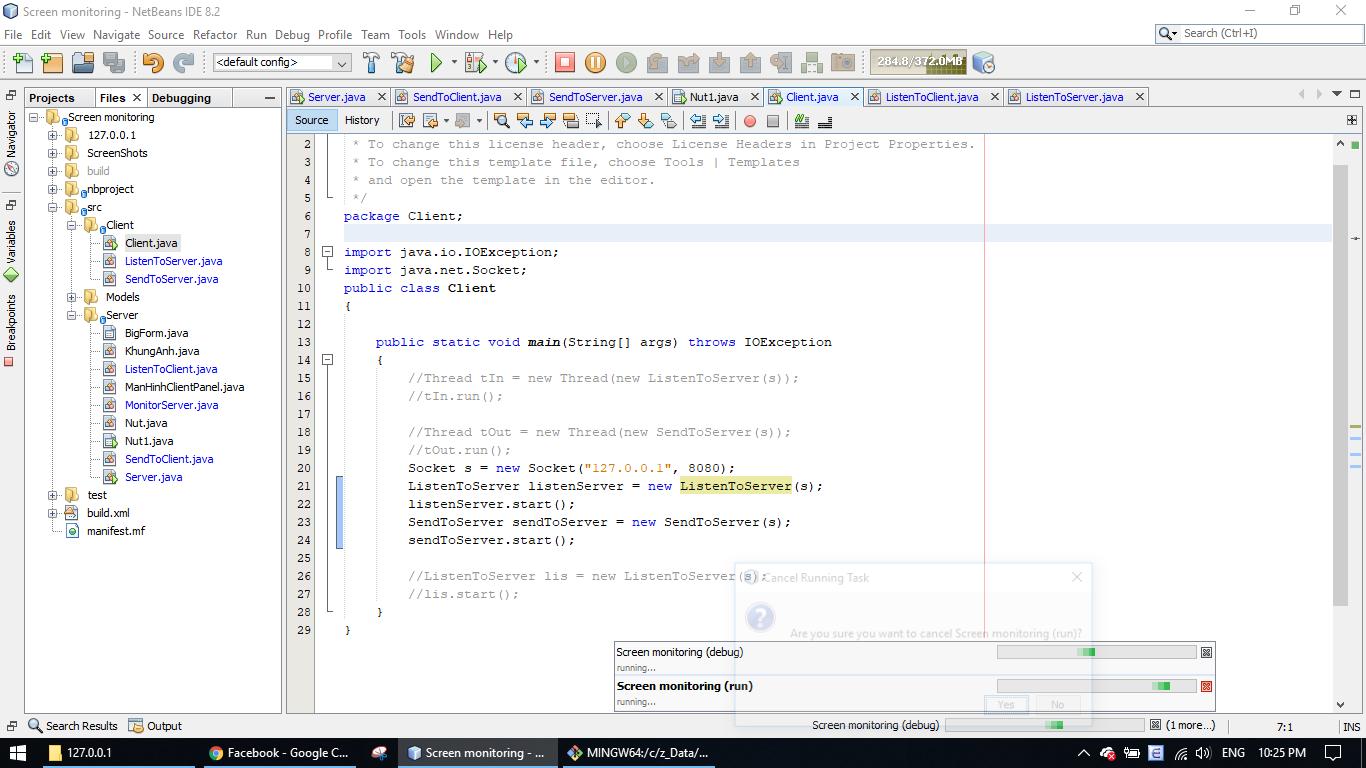 Screen monitoring - NetBeans IDE 8.2
File Edit View Navigate Source Refactor Run Debug Profile Team Tools Window Help
Search (Ctrl+I)
<default config>
284.8/372.0MB
Projects Files Debugging
Server.java SendToClient.java SendToServer.java Nut1.java Client.java ListenToClient.java ListenToServer.java
Source History
Navigator
Variables
Breakpoints
Screen monitoring
127.0.0.1
ScreenShots
build
nbproject
src
Client
Client.java
ListenToServer.java
SendToServer.java
Models
Server
BigForm.java
KhungAnh.java
ListenToClient.java
ManHinhClientPanel.java
MonitorServer.java
Nut.java
Nut1.java
SendToClient.java
Server.java
test
build.xml
manifest.mf
2 * To change this license header, choose License Headers in Project Properties.
3 * To change this template file, choose Tools | Templates
4 * and open the template in the editor.
5 */
6 package Client;
7
8 import java.io.IOException;
9 import java.net.Socket;
10 public class Client
11 {
12
13 public static void main(String[] args) throws IOException
14 {
15 //Thread tIn = new Thread(new ListenToServer(s));
16 //tIn.run();
17
18 //Thread tOut = new Thread(new SendToServer(s));
19 //tOut.run();
20 Socket s = new Socket("127.0.0.1", 8080);
21 ListenToServer listenServer = new ListenToServer(s);
22 listenServer.start();
23 SendToServer sendToServer = new SendToServer(s);
24 sendToServer.start();
25
26 //ListenToServer lis = new ListenToServer(s);
27 //lis.start();
28 }
29 }
Cancel Running Task
Are you sure you want to cancel Screen monitoring (run)?
Yes No
Screen monitoring (debug)
running...
Screen monitoring (run)
running...
Search Results Output
Screen monitoring (debug) (1 more...) 7:1 INS
127.0.0.1 Facebook - Google C... Screen monitoring - ... MINGW64:/c/z_Data/...
ENG 10:25 PM